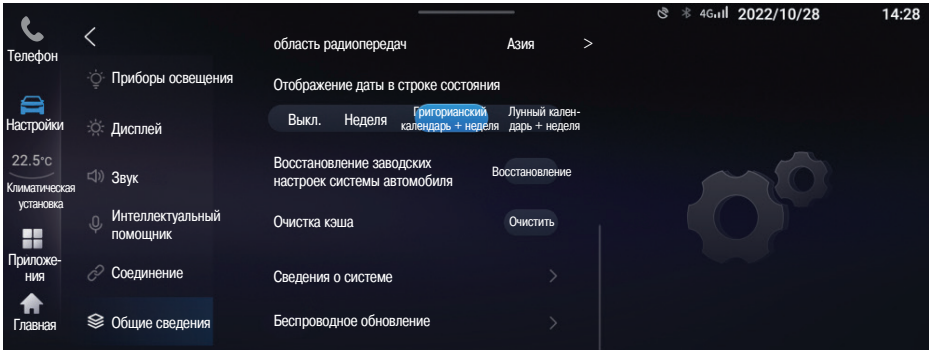 4G 2022/10/28 14:28
Телефон
Настройки
22.5°C
Климатическая
установка
Приложе-
ния
Главная
Приборы освещения
Дисплей
Звук
Интеллектуальный
помощник
Соединение
Общие сведения
область радиопередач Азия >
Отображение даты в строке состояния
Выкл. Неделя
Григорианский
календарь + неделя
Лунный кален-
дарь + неделя
Восстановление заводских
настроек системы автомобиля
Восстановление
Очистка кэша Очистить
Сведения о системе
Беспроводное обновление